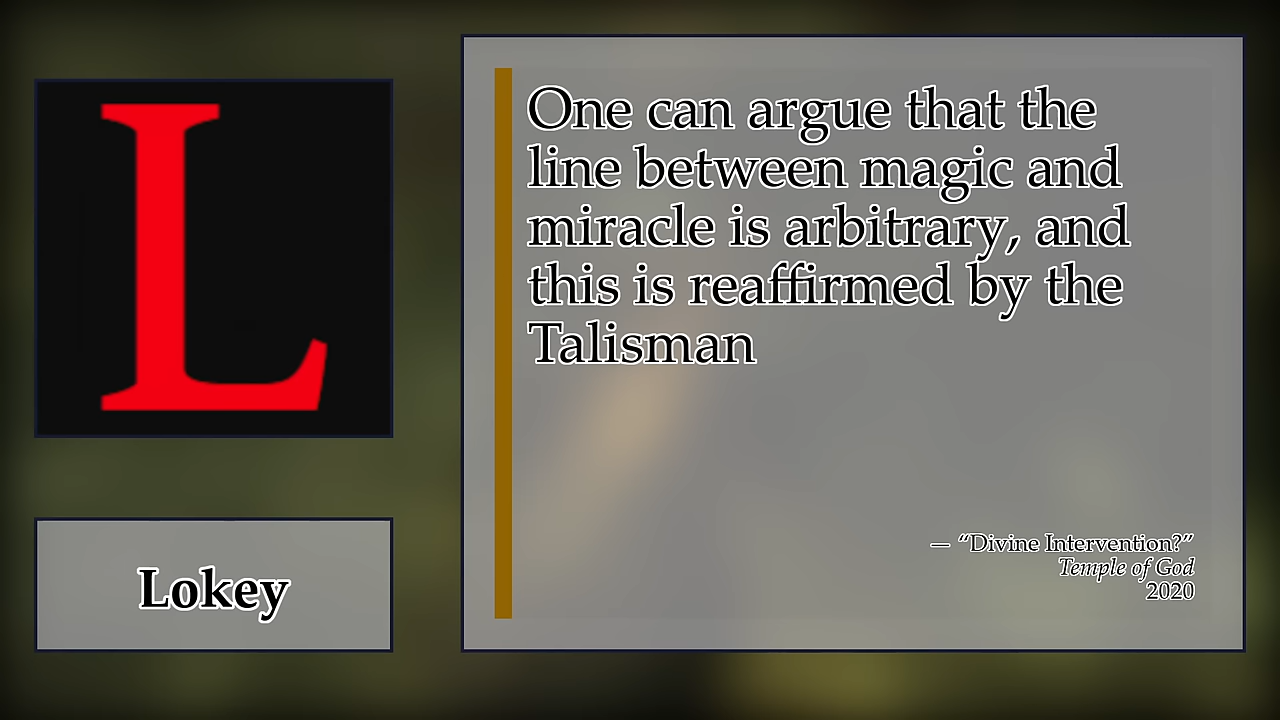 L
Lokey
One can argue that the
line between magic and
miracle is arbitrary, and
this is reaffirmed by the
Talisman
— “Divine Intervention?”
Temple of God
2020